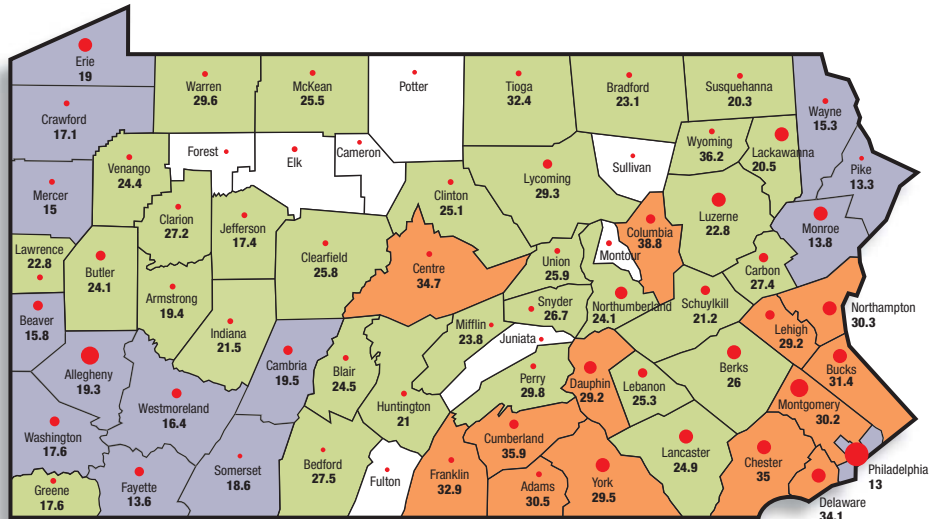 Erie
19
Crawford
17.1
Mercer
15
Lawrence
22.8
Beaver
15.8
Allegheny
19.3
Washington
17.6
Greene
17.6
Fayette
13.6
Westmoreland
16.4
Somerset
18.6
Cambria
19.5
Indiana
21.5
Armstrong
19.4
Butler
24.1
Venango
24.4
Clarion
27.2
Jefferson
17.4
Forest
Warren
29.6
McKean
25.5
Elk
Cameron
Potter
Clearfield
25.8
Clinton
25.1
Centre
34.7
Blair
24.5
Bedford
27.5
Huntington
21
Fulton
Franklin
32.9
Mifflin
23.8
Juniata
Perry
29.8
Cumberland
35.9
Adams
30.5
York
29.5
Dauphin
29.2
Lebanon
25.3
Lancaster
24.9
Tioga
32.4
Lycoming
29.3
Union
25.9
Snyder
26.7
Northumberland
24.1
Montour
Columbia
38.8
Sullivan
Bradford
23.1
Susquehanna
20.3
Wyoming
36.2
Lackawanna
20.5
Wayne
15.3
Pike
13.3
Monroe
13.8
Luzerne
22.8
Carbon
27.4
Schuylkill
21.2
Berks
26
Lehigh
29.2
Northampton
30.3
Bucks
31.4
Montgomery
30.2
Chester
35
Delaware
34.1
Philadelphia
13